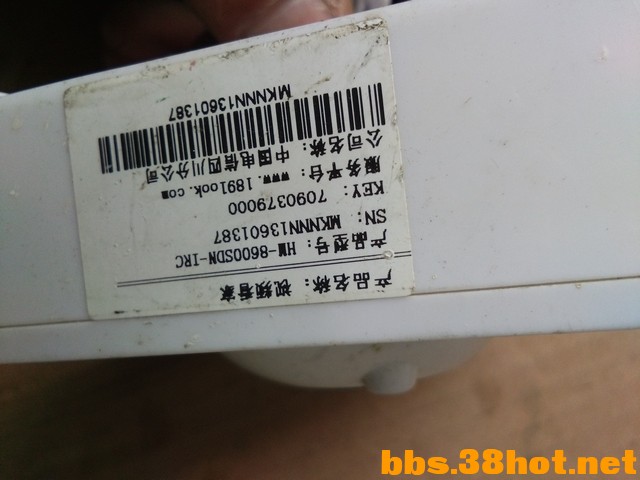 产品名称：视频看家
产品型号：HM-8600SDN-IRC
SN：MKNNN13601387
KEY：7090379000
服务平台：www.189look.com
公司名称：中国电信四川分公司
MKNNN13601387
bbs.38hot.net